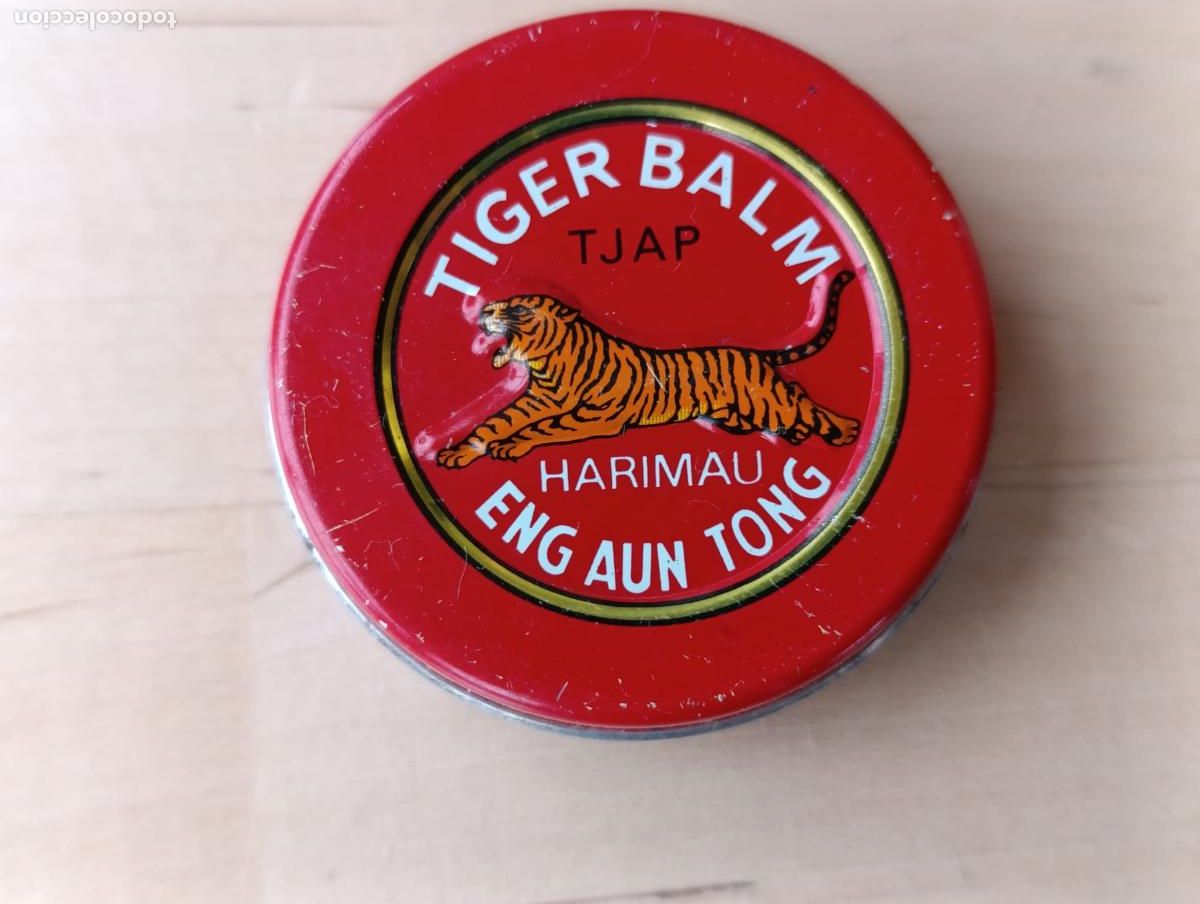 todocoleccion
TIGER BALM
TJAP
HARIMAU
ENG AUN TONG